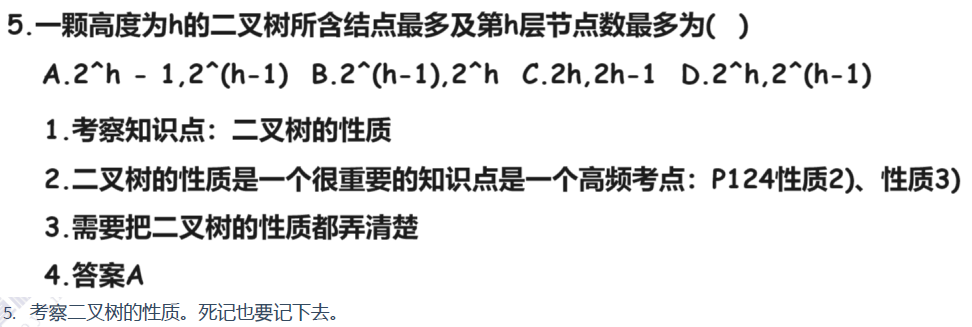 5.一颗高度为h的二叉树所含结点最多及第h层节点数最多为( )
A.2^h - 1,2^(h-1) B.2^(h-1),2^h C.2h,2h-1 D.2^h,2^(h-1)
1.考察知识点：二叉树的性质
2.二叉树的性质是一个很重要的知识点是一个高频考点：P124性质2)、性质3)
3.需要把二叉树的性质都弄清楚
4.答案A
5. 考察二叉树的性质。死记也要记下去。